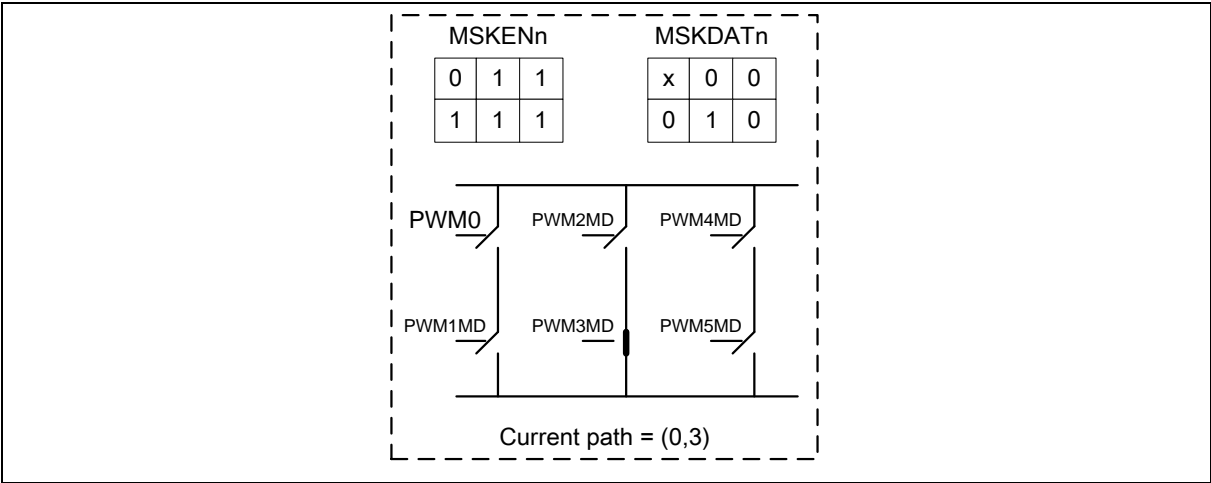 MSKENn MSKDATn
0 1 1 x 0 0
1 1 1 0 1 0
PWM0 PWM2MD PWM4MD
PWM1MD PWM3MD PWM5MD
Current path = (0,3)